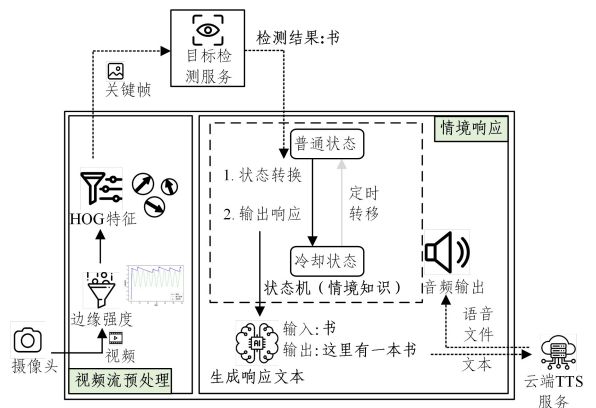 目标检
测服务
检测结果:书
关键帧
情境响应
普通状态
1. 状态转换
定时
转移
2. 输出响应
HOG特征
冷却状态
状态机（情境知识）
音频输出
边缘强度
语音
文件
视频
摄像头
AI
输入:书
输出:这里有一本书
文本
生成响应文本
视频流预处理
云端TTS
服务